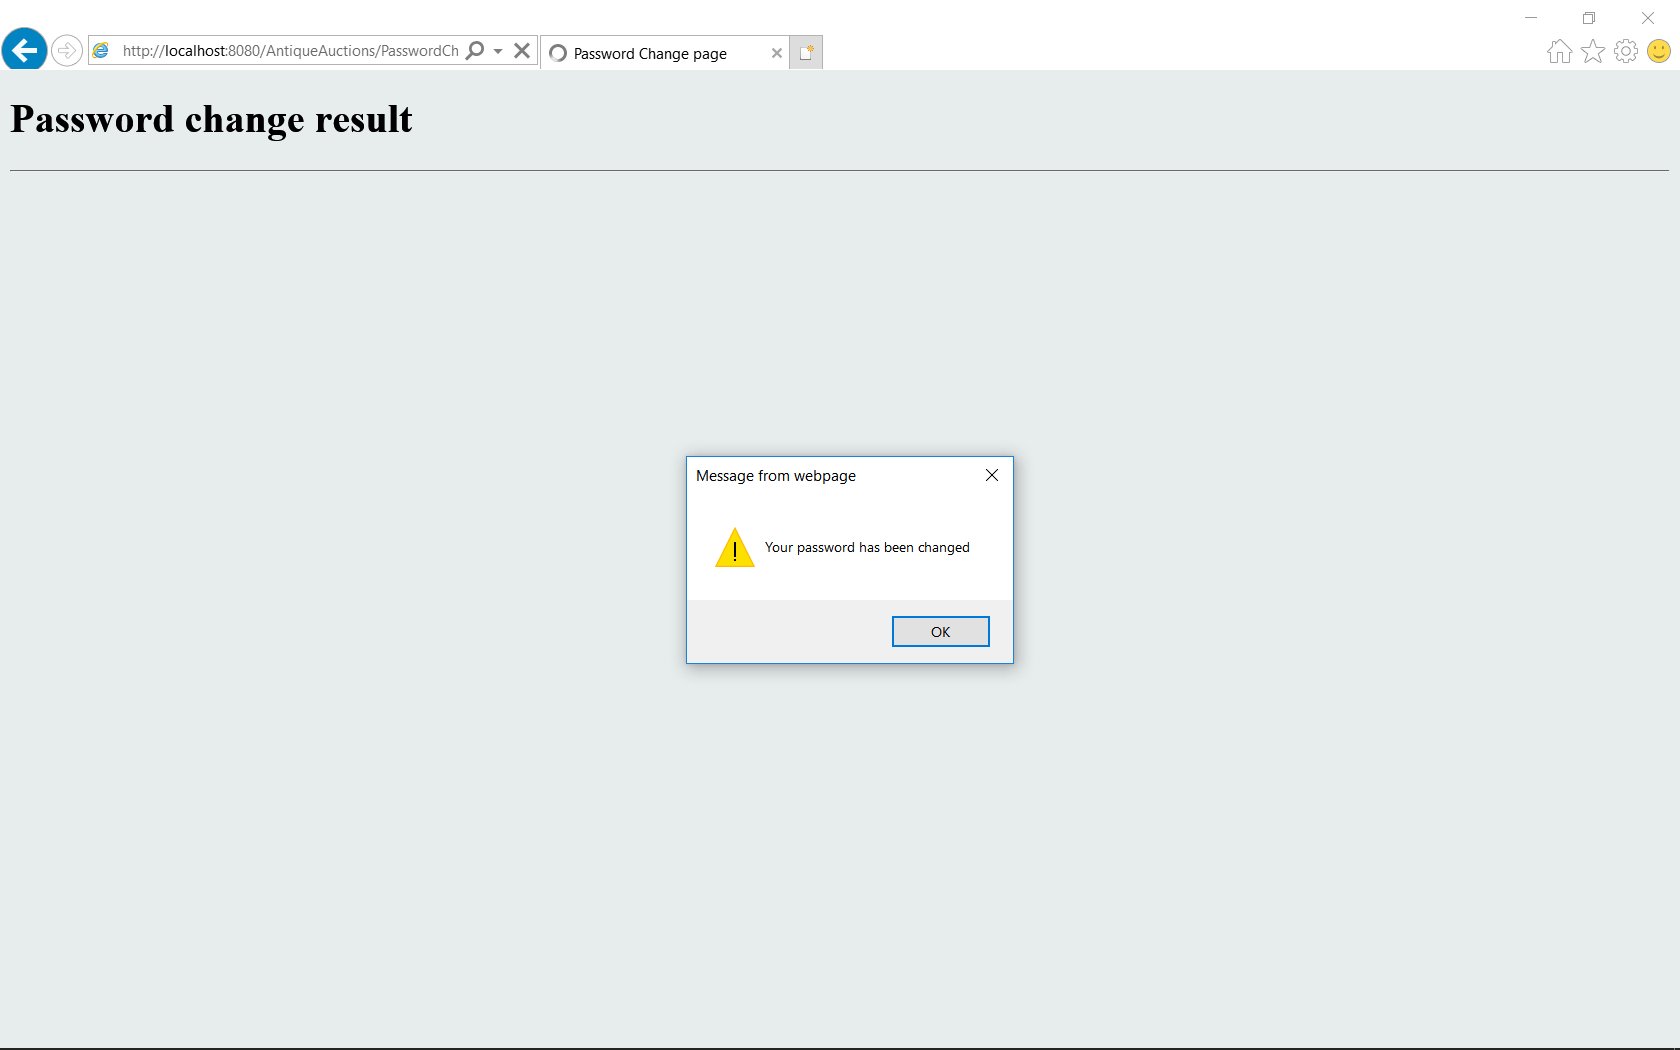 http://localhost:8080/AntiqueAuctions/PasswordCh
Password Change page
Password change result
Message from webpage
Your password has been changed
OK